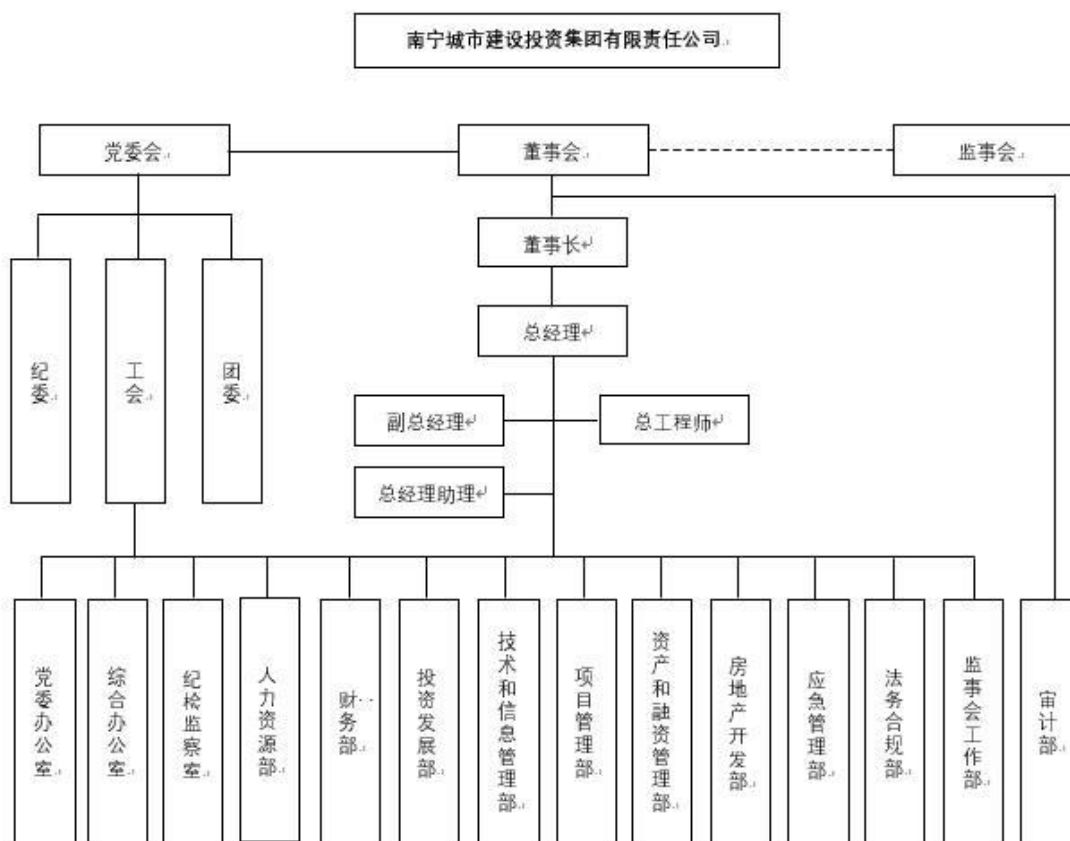 南宁城市建设投资集团有限责任公司
党委会
董事会
监事会
董事长
总经理
纪委
工会
团委
副总经理
总工程师
总经理助理
党委办公室
综合办公室
纪检监察室
人力资源部
财务部
投资发展部
技术和信息管理部
项目管理部
资产和融资管理部
房地产开发部
应急管理部
法务合规部
监事会工作部
审计部